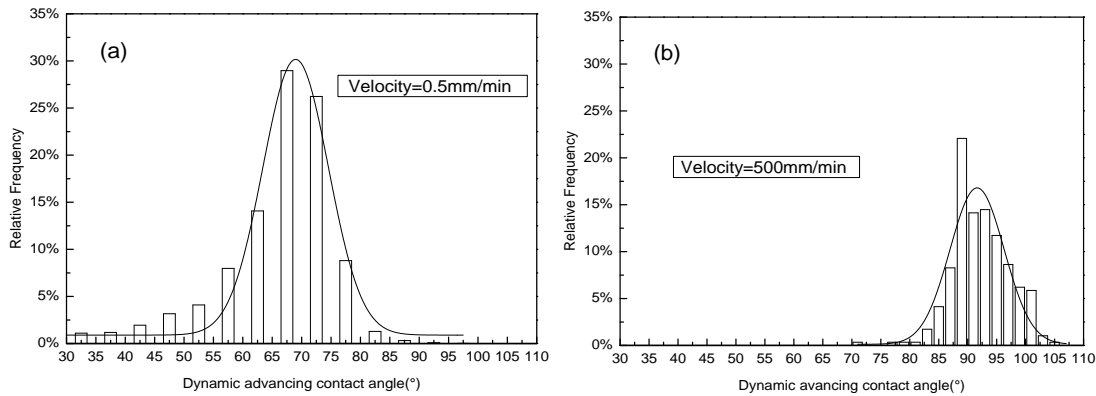 35%
30%
25%
20%
15%
10%
5%
0%
Relative Frequency
(a)
Velocity=0.5mm/min
30 35 40 45 50 55 60 65 70 75 80 85 90 95 100 105 110
Dynamic advancing contact angle(°)
35%
30%
25%
20%
15%
10%
5%
0%
Relative Frequency
(b)
Velocity=500mm/min
30 35 40 45 50 55 60 65 70 75 80 85 90 95 100 105 110
Dynamic avancing contact angle(°)